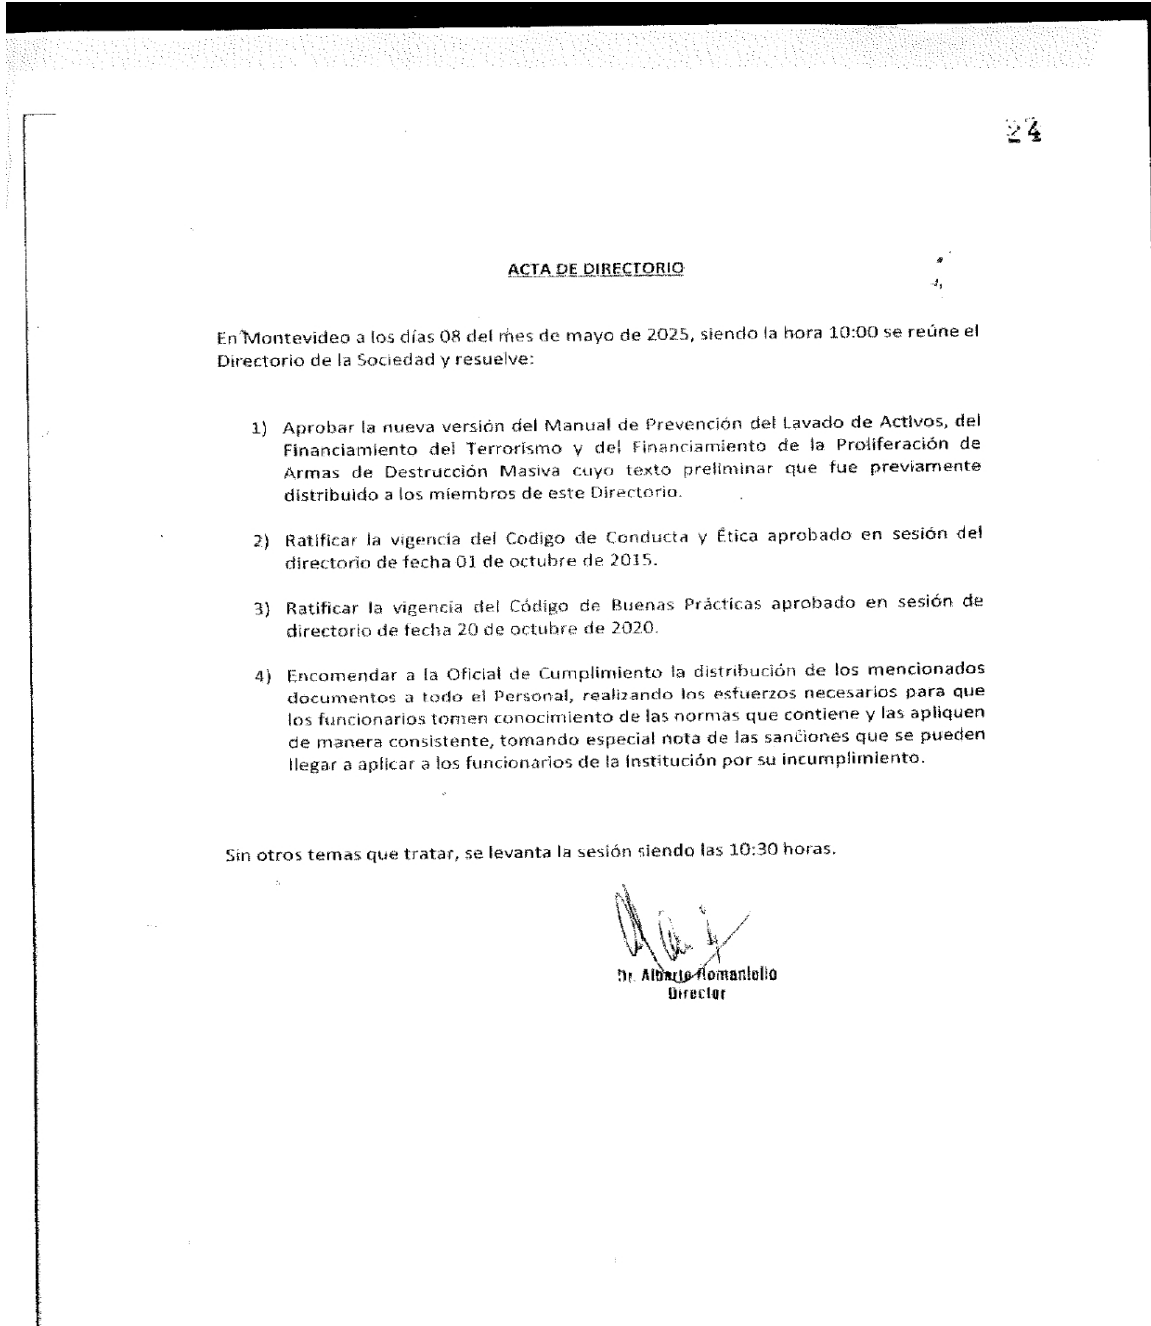 24
ACTA DE DIRECTORIO
En Montevideo a los días 08 del mes de mayo de 2025, siendo la hora 10:00 se reúne el
Directorio de la Sociedad y resuelve:
1) Aprobar la nueva versión del Manual de Prevención del Lavado de Activos, del
Financiamiento del Terrorismo y del Financiamiento de la Proliferación de
Armas de Destrucción Masiva cuyo texto preliminar que fue previamente
distribuido a los miembros de este Directorio.
2) Ratificar la vigencia del Codigo de Conducta y Ética aprobado en sesión del
directorio de fecha 01 de octubre de 2015.
3) Ratificar la vigencia del Código de Buenas Prácticas aprobado en sesión de
directorio de fecha 20 de octubre de 2020.
4) Encomendar a la Oficial de Cumplimiento la distribución de los mencionados
documentos a todo el Personal, realizando los esfuerzos necesarios para que
los funcionarios tomen conocimiento de las normas que contiene y las apliquen
de manera consistente, tomando especial nota de las sanciones que se pueden
llegar a aplicar a los funcionarios de la Institución por su incumplimiento.
Sin otros temas que tratar, se levanta la sesión siendo las 10:30 horas.
Dr. Alberto
Director